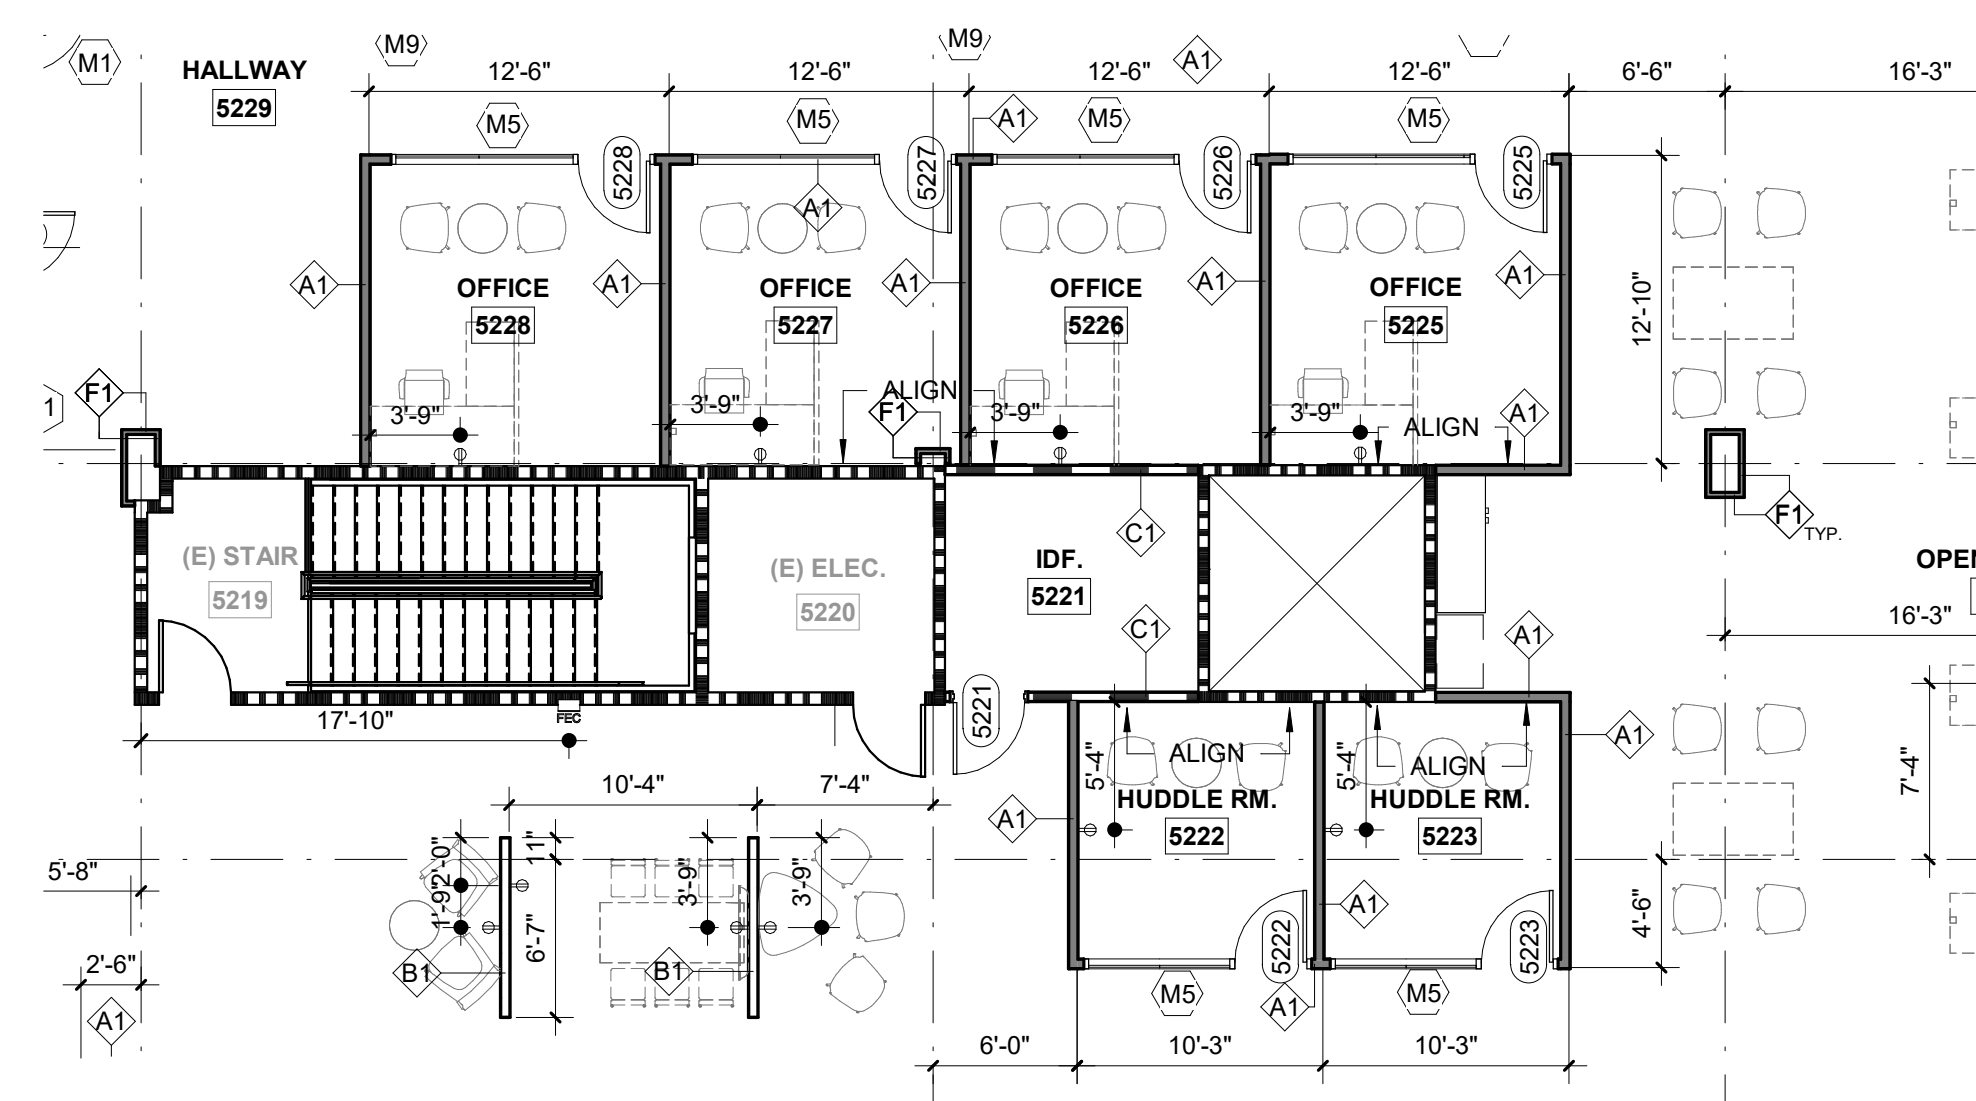 M1
HALLWAY
5229
M9
M9
A1
12'-6"
12'-6"
12'-6"
12'-6"
6'-6"
16'-3"
M5
M5
A1
M5
M5
5228
5227
5226
5225
A1
A1
A1
A1
A1
A1
OFFICE
5228
OFFICE
5227
OFFICE
5226
OFFICE
5225
12'-10"
F1
1
3'-9"
3'-9"
ALIGN
F1
3'-9"
3'-9"
ALIGN
A1
F1
TYP.
(E) STAIR
5219
(E) ELEC.
5220
C1
IDF.
5221
C1
A1
16'-3"
17'-10"
FEC
5221
5'-4"
ALIGN
5'-4"
ALIGN
A1
7'-4"
10'-4"
7'-4"
HUDDLE RM.
5222
HUDDLE RM.
5223
A1
5'-8"
2'-0"
1'-9"
11"
6'-7"
3'-9"
3'-9"
A1
4'-6"
2'-6"
A1
B1
B1
5222
5223
M5
A1
M5
6'-0"
10'-3"
10'-3"